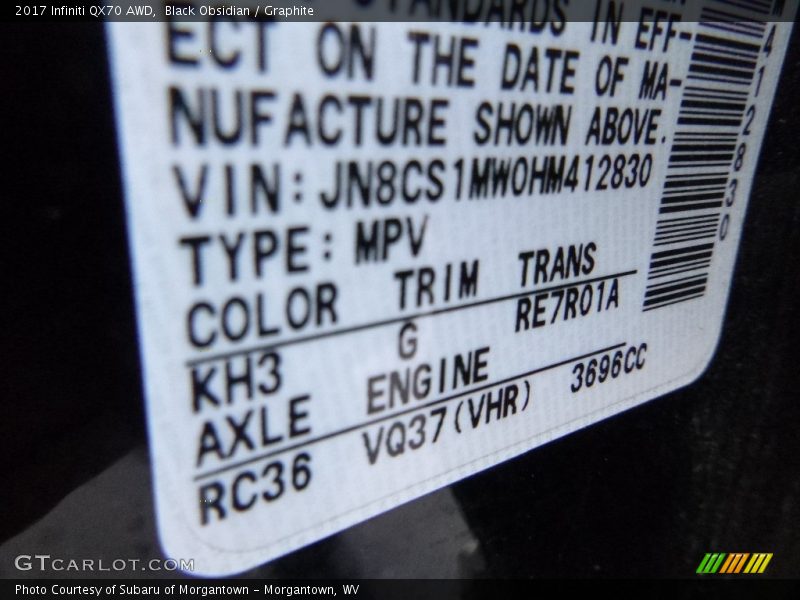 2017 Infiniti QX70 AWD, Black Obsidian / Graphite
STANDARDS IN EFF-
ECT ON THE DATE OF MA-
NUFACTURE SHOWN ABOVE.
VIN: JN8CS1MW0HM412830
TYPE: MPV
COLOR TRIM TRANS
KH3 G RE7R01A
AXLE ENGINE
RC36 VQ37(VHR) 3696CC
412830
GTCARLOT.COM
Photo Courtesy of Subaru of Morgantown - Morgantown, WV